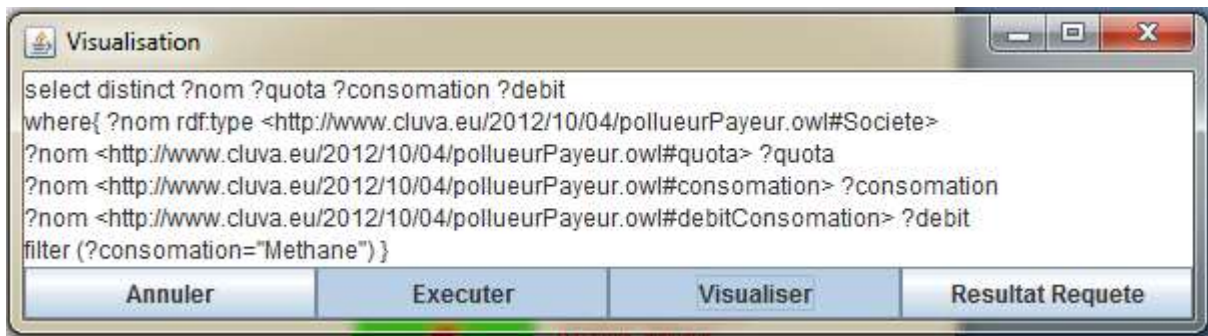 Visualisation
select distinct ?nom ?quota ?consomation ?debit
where{ ?nom rdf:type <http://www.cluva.eu/2012/10/04/pollueurPayeur.owl#Societe>
?nom <http://www.cluva.eu/2012/10/04/pollueurPayeur.owl#quota> ?quota
?nom <http://www.cluva.eu/2012/10/04/pollueurPayeur.owl#consomation> ?consomation
?nom <http://www.cluva.eu/2012/10/04/pollueurPayeur.owl#debitConsomation> ?debit
filter (?consomation="Methane") }
Annuler Executer Visualiser Resultat Requete